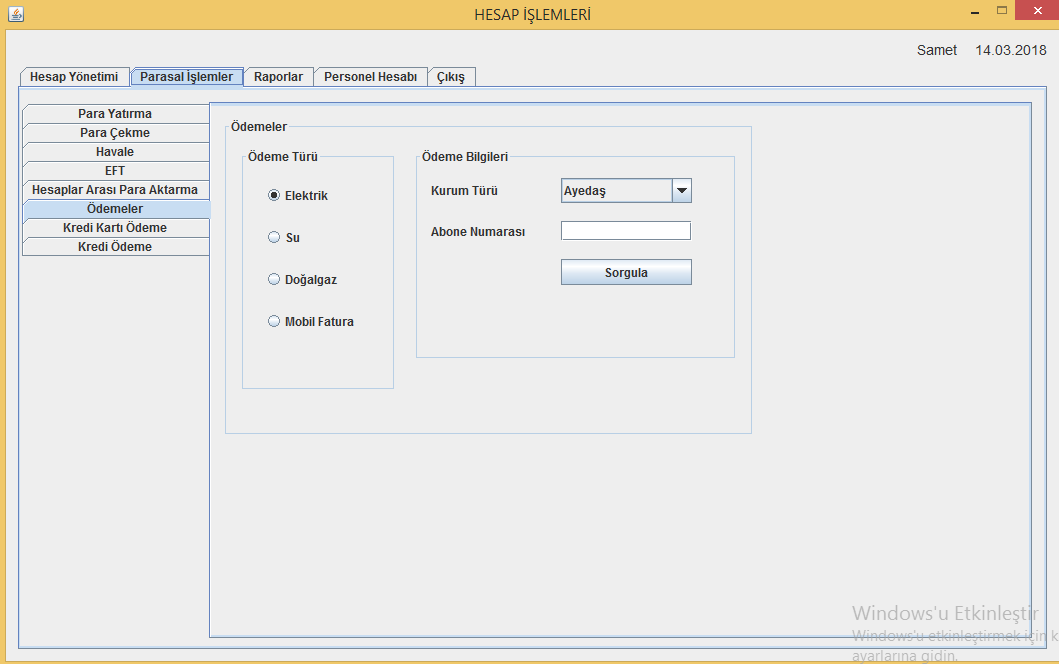 HESAP İŞLEMLERİ
Samet 14.03.2018
Hesap Yönetimi Parasal İşlemler Raporlar Personel Hesabı Çıkış
Para Yatırma
Para Çekme
Havale
EFT
Hesaplar Arası Para Aktarma
Ödemeler
Kredi Kartı Ödeme
Kredi Ödeme
Ödemeler
Ödeme Türü
Elektrik
Su
Doğalgaz
Mobil Fatura
Ödeme Bilgileri
Kurum Türü Ayedaş
Abone Numarası
Sorgula
Windows'u Etkinleştir
Windows'u etkinleştirmek için k
ayarlarına gidin.